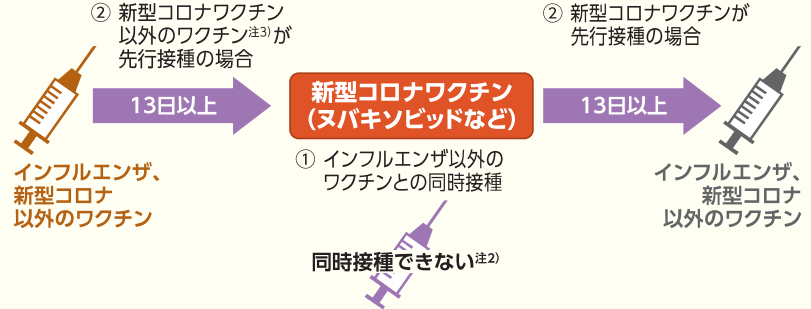 ② 新型コロナワクチン
以外のワクチン注3)が
先行接種の場合
② 新型コロナワクチンが
先行接種の場合
13日以上
新型コロナワクチン
(ヌバキソビッドなど)
13日以上
① インフルエンザ以外の
ワクチンとの同時接種
インフルエンザ、
新型コロナ
以外のワクチン
インフルエンザ、
新型コロナ
以外のワクチン
同時接種できない注2)